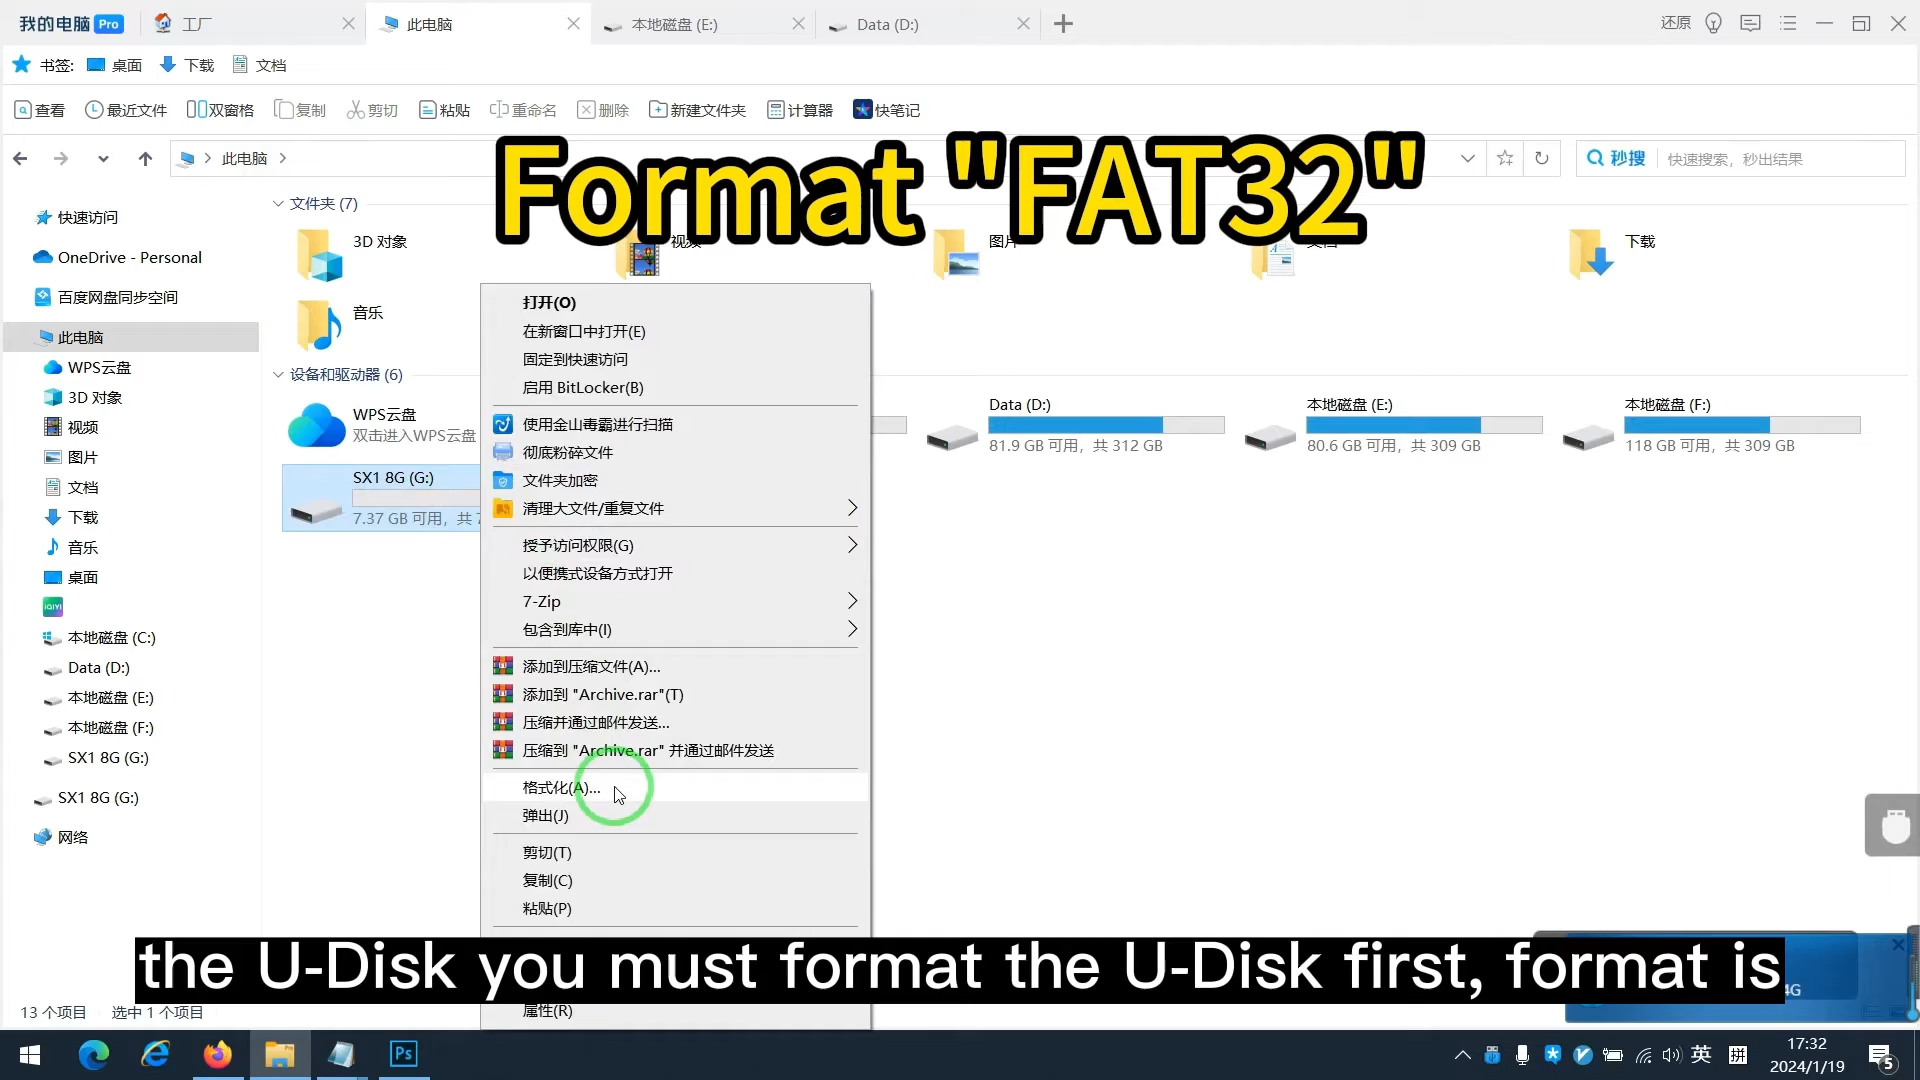 我的电脑 Pro
工厂
此电脑
本地磁盘 (E:)
Data (D:)
还原
书签:
桌面
下载
文档
查看
最近文件
双窗格
复制
剪切
粘贴
重命名
删除
新建文件夹
计算器
快笔记
此电脑
Format "FAT32"
秒搜
快速搜索，秒出结果
快速访问
OneDrive - Personal
百度网盘同步空间
此电脑
WPS云盘
3D 对象
视频
图片
文档
下载
音乐
桌面
iQIYI
本地磁盘 (C:)
Data (D:)
本地磁盘 (E:)
本地磁盘 (F:)
SX1 8G (G:)
SX1 8G (G:)
网络
文件夹 (7)
3D 对象
视频
图片
文档
下载
音乐
设备和驱动器 (6)
WPS云盘
双击进入WPS云盘
Data (D:)
81.9 GB 可用，共 312 GB
本地磁盘 (E:)
80.6 GB 可用，共 309 GB
本地磁盘 (F:)
118 GB 可用，共 309 GB
SX1 8G (G:)
7.37 GB 可用，共
打开(O)
在新窗口中打开(E)
固定到快速访问
启用 BitLocker(B)
使用金山毒霸进行扫描
彻底粉碎文件
文件夹加密
清理大文件/重复文件
授予访问权限(G)
以便携式设备方式打开
7-Zip
包含到库中(I)
添加到压缩文件(A)...
添加到 "Archive.rar"(T)
压缩并通过邮件发送...
压缩到 "Archive.rar" 并通过邮件发送
格式化(A)...
弹出(J)
剪切(T)
复制(C)
粘贴(P)
the U-Disk you must format the U-Disk first, format is
属性(R)
4G
13 个项目
选中 1 个项目
Ps
英
拼
17:32
2024/1/19
5